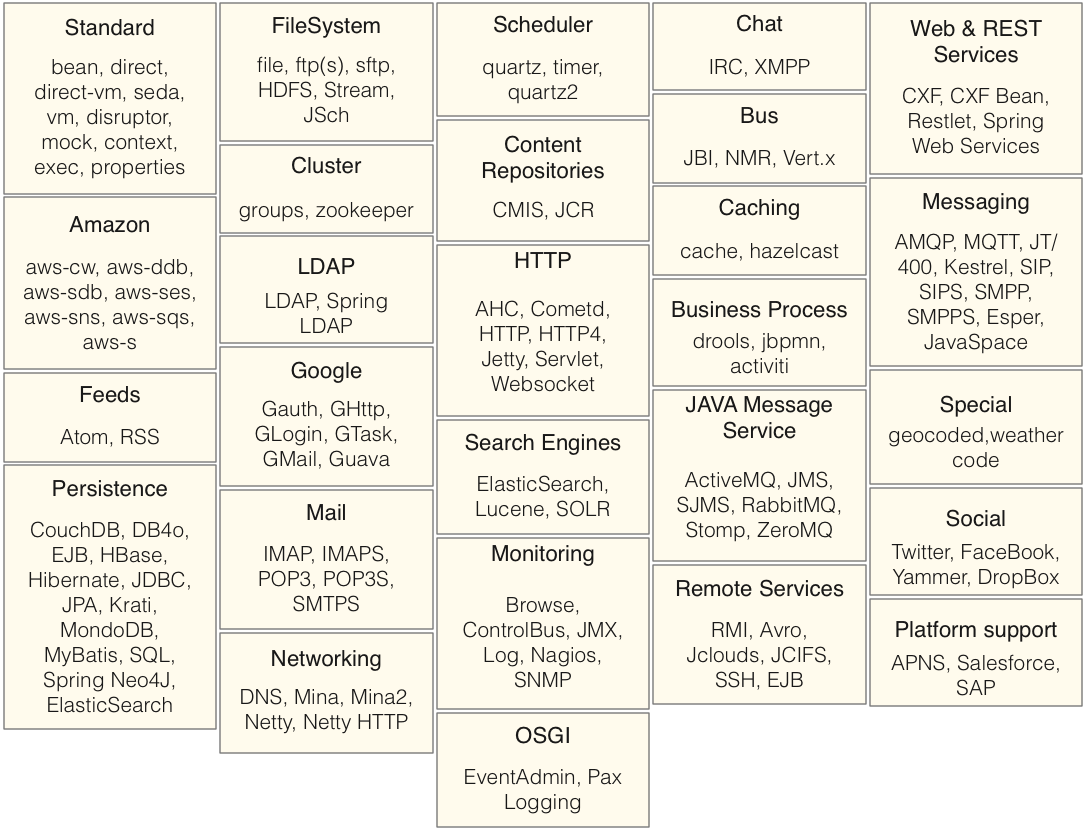 Standard
bean, direct,
direct-vm, seda,
vm, disruptor,
mock, context,
exec, properties
Amazon
aws-cw, aws-ddb,
aws-sdb, aws-ses,
aws-sns, aws-sqs,
aws-s
Feeds
Atom, RSS
Persistence
CouchDB, DB4o,
EJB, HBase,
Hibernate, JDBC,
JPA, Krati,
MondoDB,
MyBatis, SQL,
Spring Neo4J,
ElasticSearch
FileSystem
file, ftp(s), sftp,
HDFS, Stream,
JSch
Cluster
groups, zookeeper
LDAP
LDAP, Spring
LDAP
Google
Gauth, GHttp,
GLogin, GTask,
GMail, Guava
Mail
IMAP, IMAPS,
POP3, POP3S,
SMTPS
Networking
DNS, Mina, Mina2,
Netty, Netty HTTP
Scheduler
quartz, timer,
quartz2
Content
Repositories
CMIS, JCR
HTTP
AHC, Cometd,
HTTP, HTTP4,
Jetty, Servlet,
Websocket
Search Engines
ElasticSearch,
Lucene, SOLR
Monitoring
Browse,
ControlBus, JMX,
Log, Nagios,
SNMP
OSGI
EventAdmin, Pax
Logging
Chat
IRC, XMPP
Bus
JBI, NMR, Vert.x
Caching
cache, hazelcast
Business Process
drools, jbpmn,
activiti
JAVA Message
Service
ActiveMQ, JMS,
SJMS, RabbitMQ,
Stomp, ZeroMQ
Remote Services
RMI, Avro,
Jclouds, JCIFS,
SSH, EJB
Web & REST
Services
CXF, CXF Bean,
Restlet, Spring
Web Services
Messaging
AMQP, MQTT, JT/
400, Kestrel, SIP,
SIPS, SMPP,
SMPPS, Esper,
JavaSpace
Special
geocoded,weather
code
Social
Twitter, FaceBook,
Yammer, DropBox
Platform support
APNS, Salesforce,
SAP